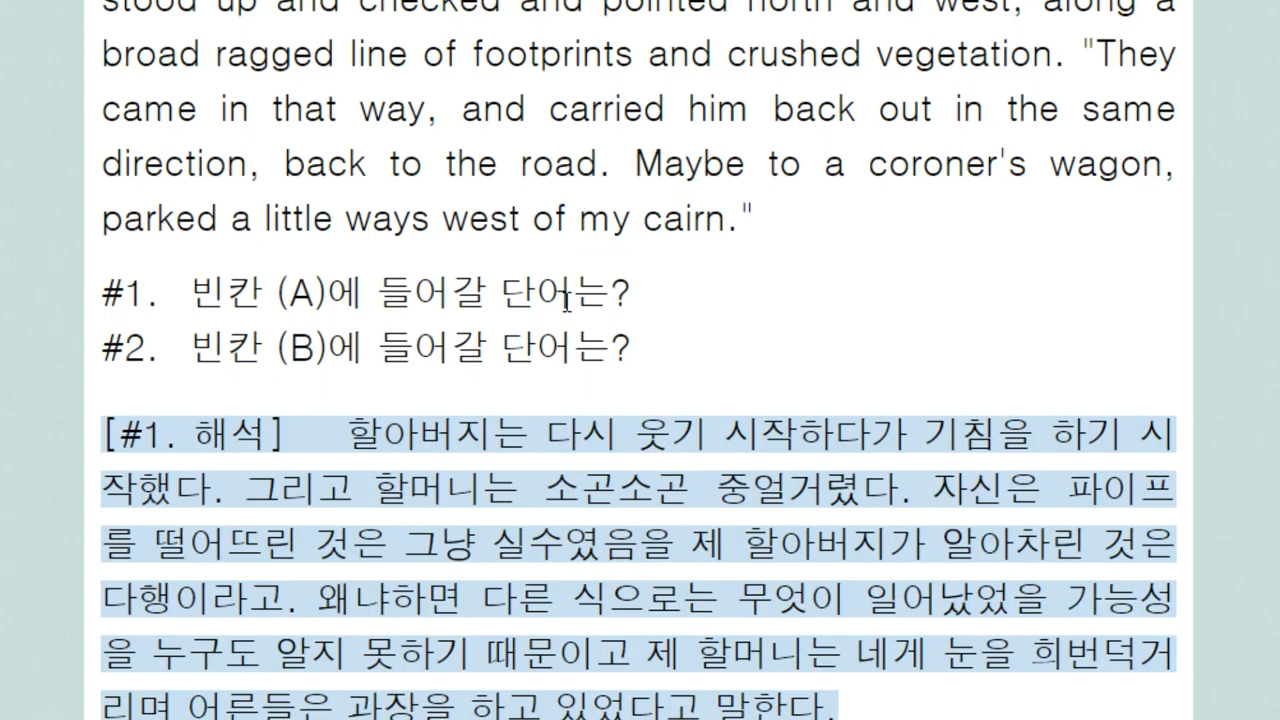 stood up and checked and pointed north and west, along a
broad ragged line of footprints and crushed vegetation. "They
came in that way, and carried him back out in the same
direction, back to the road. Maybe to a coroner's wagon,
parked a little ways west of my cairn."
#1. 빈칸 (A)에 들어갈 단어는?
#2. 빈칸 (B)에 들어갈 단어는?
[#1. 해석] 할아버지는 다시 웃기 시작하다가 기침을 하기 시
작했다. 그리고 할머니는 소곤소곤 중얼거렸다. 자신은 파이프
를 떨어뜨린 것은 그냥 실수였음을 제 할아버지가 알아차린 것은
다행이라고. 왜냐하면 다른 식으로는 무엇이 일어났었을 가능성
을 누구도 알지 못하기 때문이고 제 할머니는 네게 눈을 희번덕거
리며 어른들은 과장을 하고 있었다고 말한다.